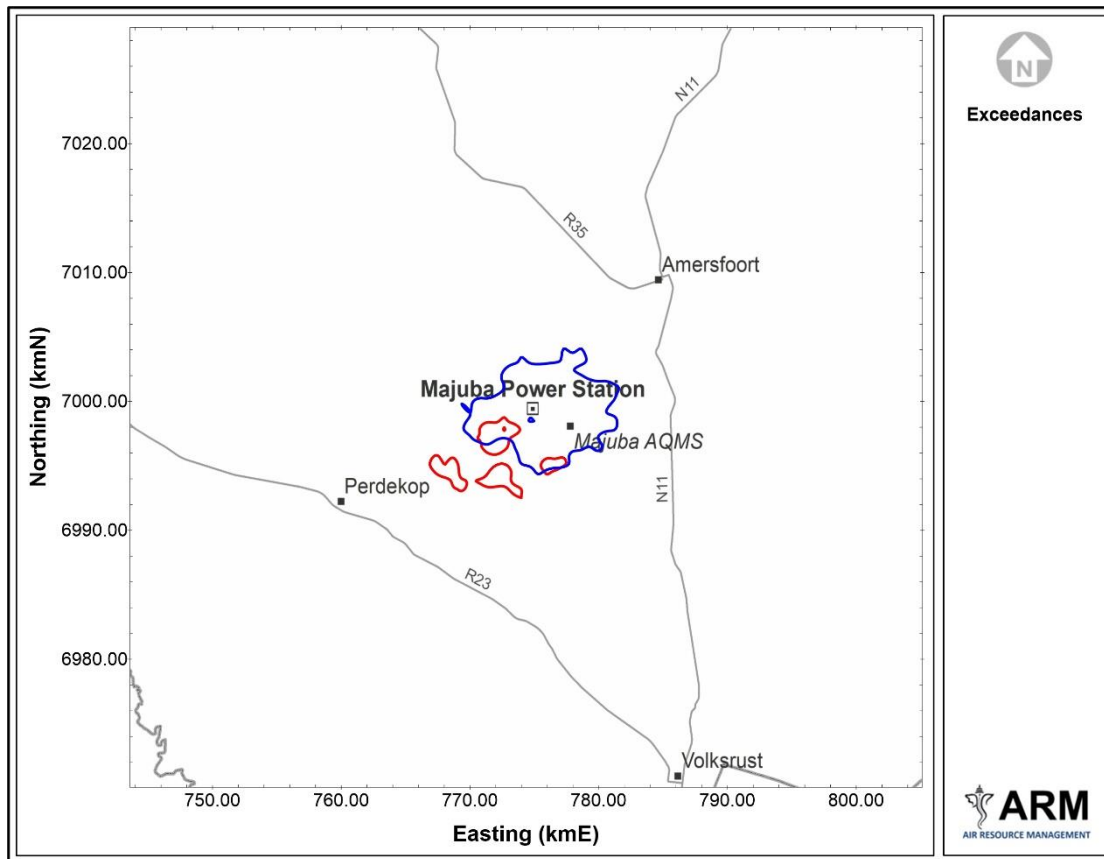 N
Exceedances
N11
7020.00
R35
7010.00
Amersfoort
Northing (kmN)
7000.00
Majuba Power Station
Majuba AQMS
Perdekop
N11
6990.00
R23
6980.00
Volksrust
750.00 760.00 770.00 780.00 790.00 800.00
Easting (kmE)
ARM
AIR RESOURCE MANAGEMENT